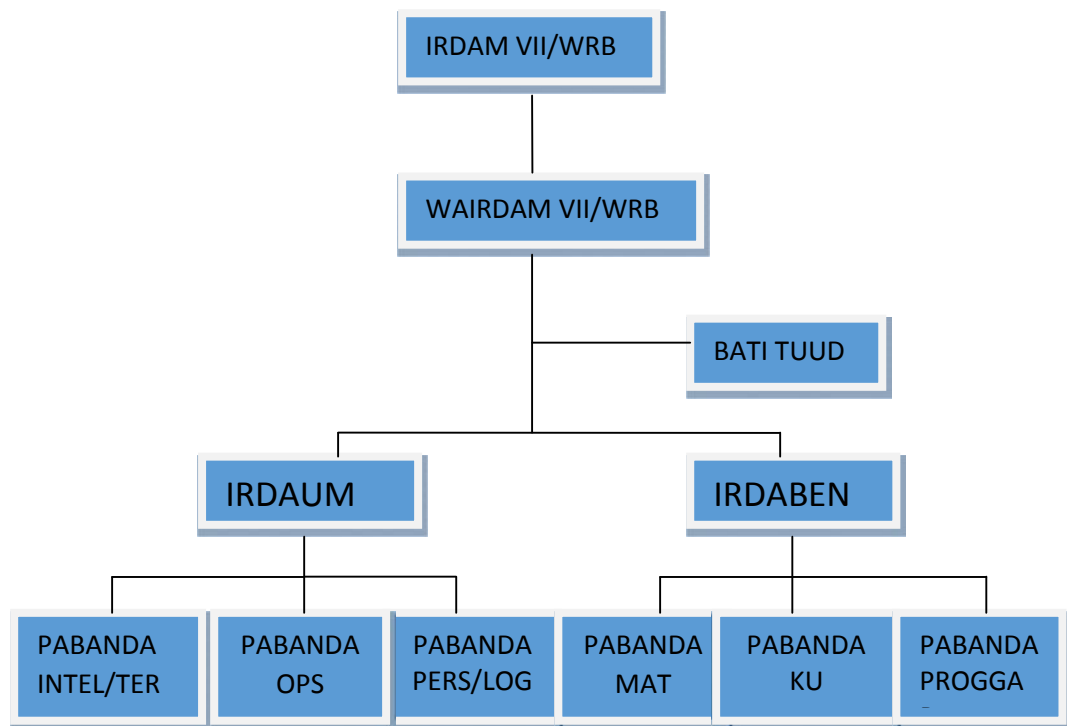 IRDAM VII/WRB
WAIRDAM VII/WRB
BATI TUUD
IRDAUM
IRDABEN
PABANDA
INTEL/TER
PABANDA
OPS
PABANDA
PERS/LOG
PABANDA
MAT
PABANDA
KU
PABANDA
PROGGA